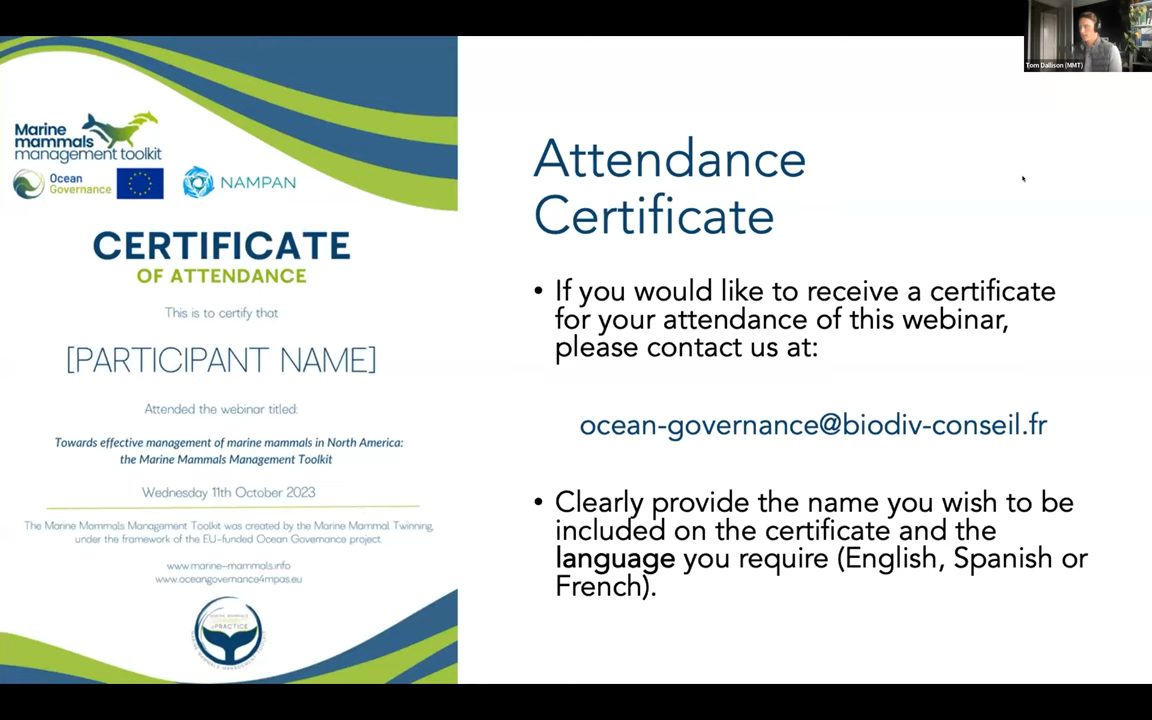 Tom Dallison (MMT)
Marine
mammals
management toolkit
Ocean
Governance
NAMPAN
CERTIFICATE
OF ATTENDANCE
This is to certify that
[PARTICIPANT NAME]
Attended the webinar titled:
Towards effective management of marine mammals in North America:
the Marine Mammals Management Toolkit
Wednesday 11th October 2023
The Marine Mammals Management Toolkit was created by the Marine Mammal Twinning,
under the framework of the EU-funded Ocean Governance project.
www.marine-mammals.info
www.oceangovernance4mpas.eu
PRACTICE
Attendance
Certificate
• If you would like to receive a certificate
for your attendance of this webinar,
please contact us at:
ocean-governance@biodiv-conseil.fr
• Clearly provide the name you wish to be
included on the certificate and the
language you require (English, Spanish or
French).